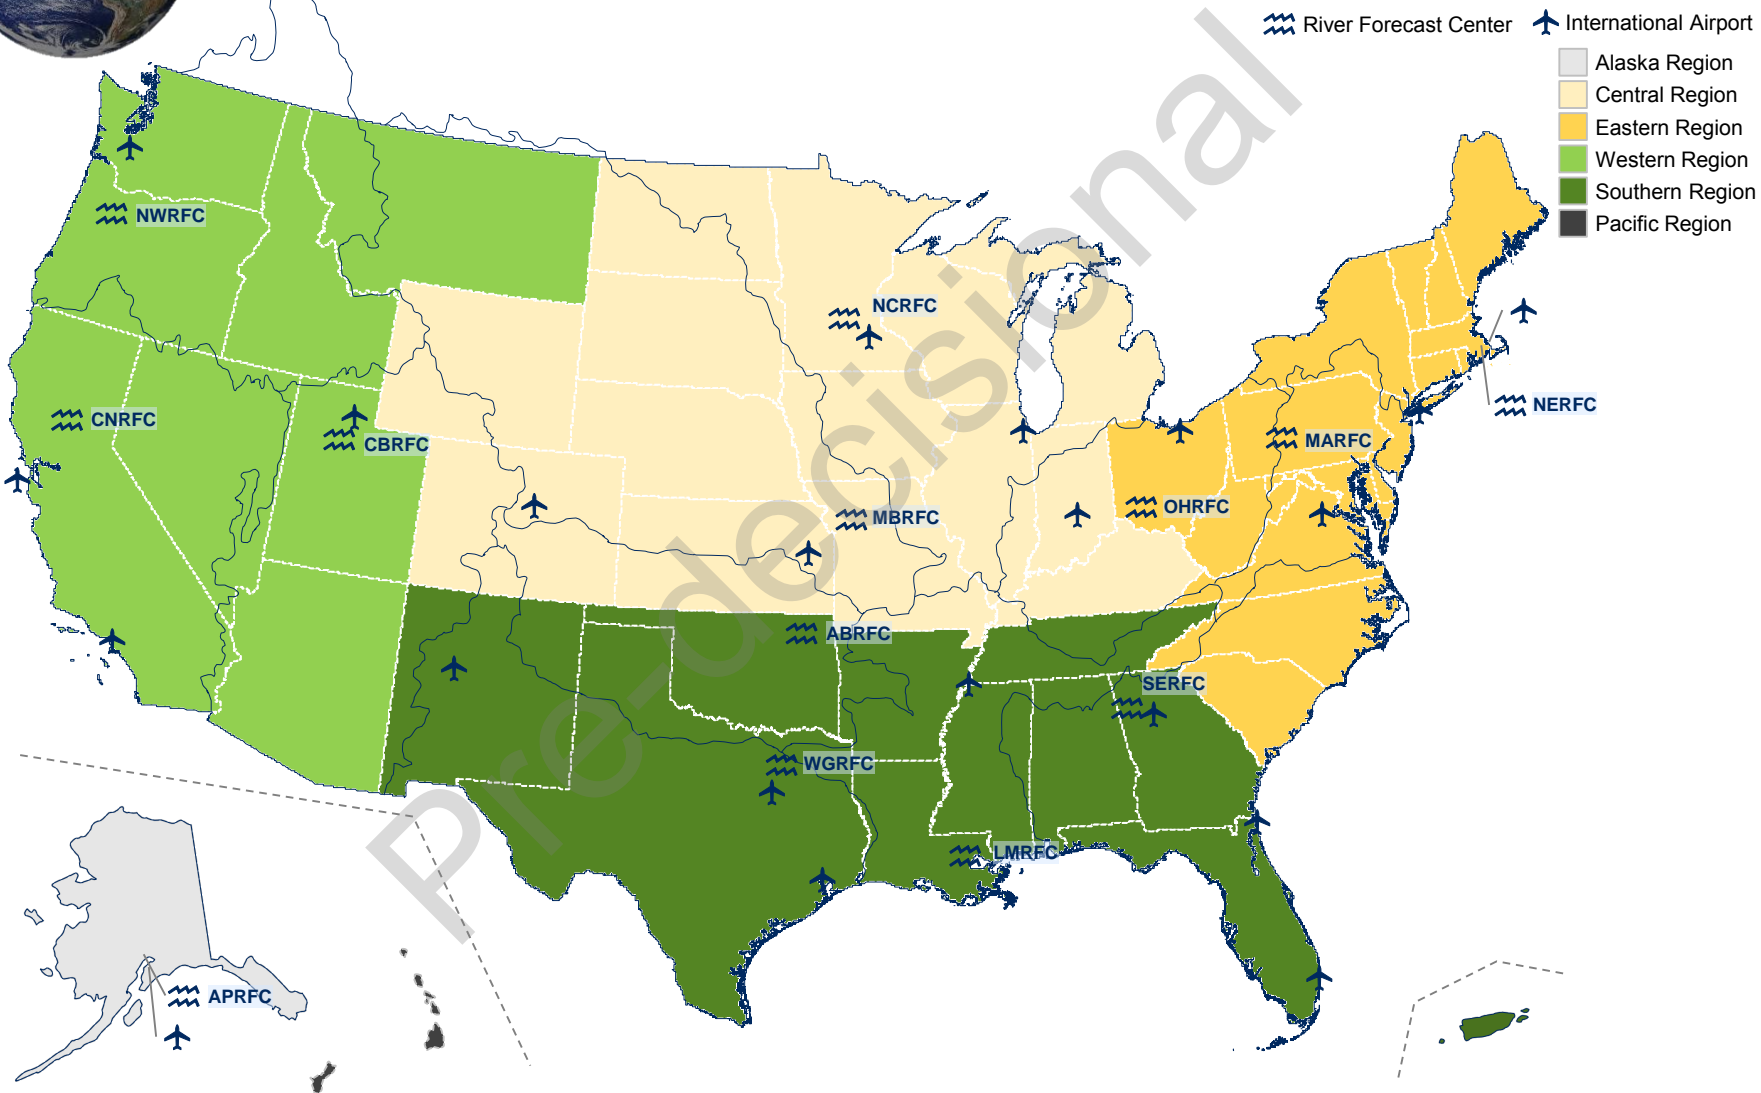 River Forecast Center
International Airport
Alaska Region
Central Region
Eastern Region
Western Region
Southern Region
Pacific Region
NWRFC
NCRFC
CNRFC
CBRFC
NERFC
MARFC
OHRFC
MBRFC
ABRFC
SERFC
WGRFC
LMRFC
APRFC
Pre-decisional